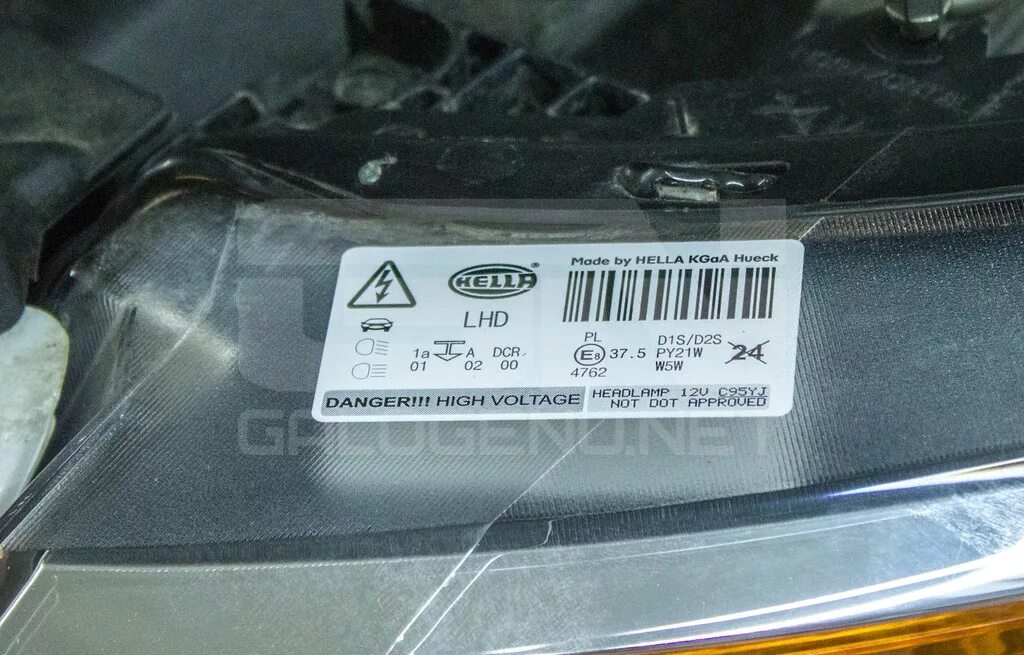 Made by HELLA KGaA Hueck
HELLA®
LHD
1a
01
A
02
DCR
00
PL
E8
4762
37.5
D1S/D2S
PY21W
W5W
24
DANGER!!! HIGH VOLTAGE
HEADLAMP 12V C95YJ
NOT DOT APPROVED